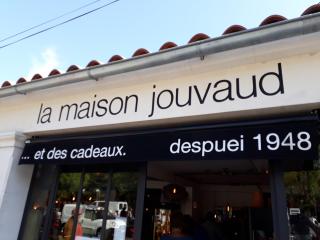 la maison jouvaud
... et des cadeaux. despuei 1948